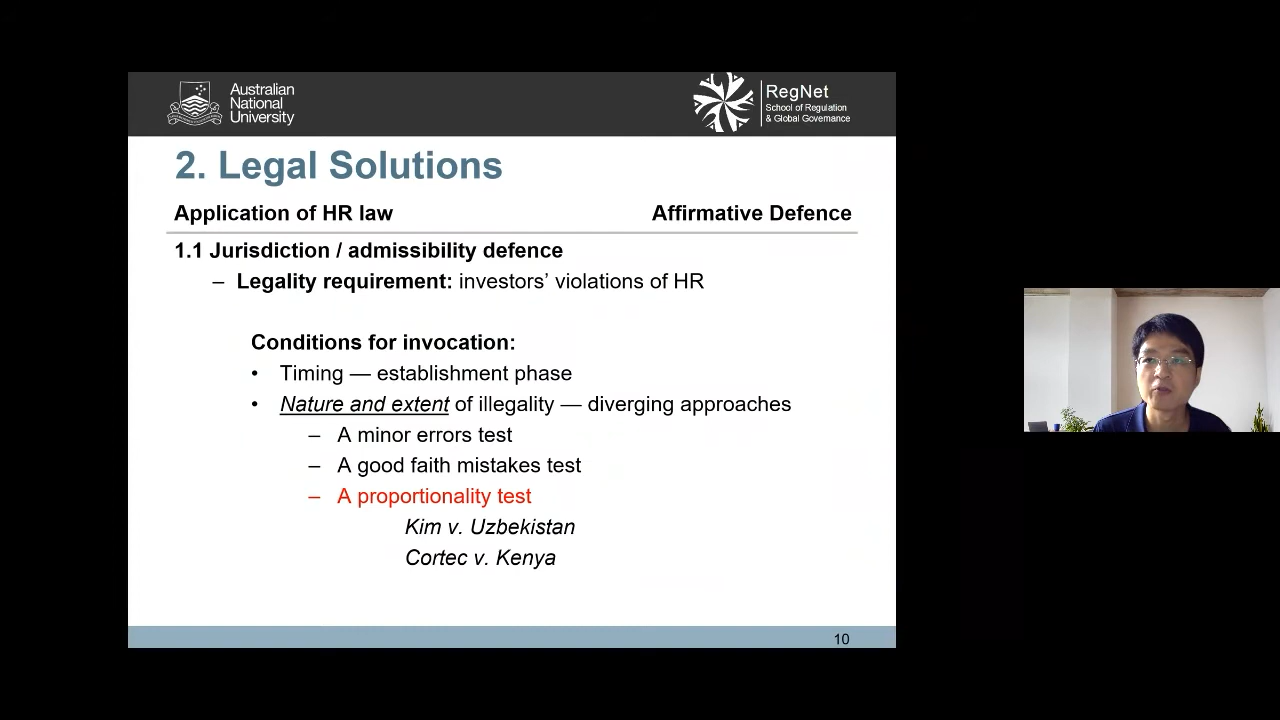 Australian
National
University
RegNet
School of Regulation
& Global Governance
2. Legal Solutions
Application of HR law Affirmative Defence
1.1 Jurisdiction / admissibility defence
– Legality requirement: investors’ violations of HR
Conditions for invocation:
• Timing — establishment phase
• Nature and extent of illegality — diverging approaches
– A minor errors test
– A good faith mistakes test
– A proportionality test
Kim v. Uzbekistan
Cortec v. Kenya
10